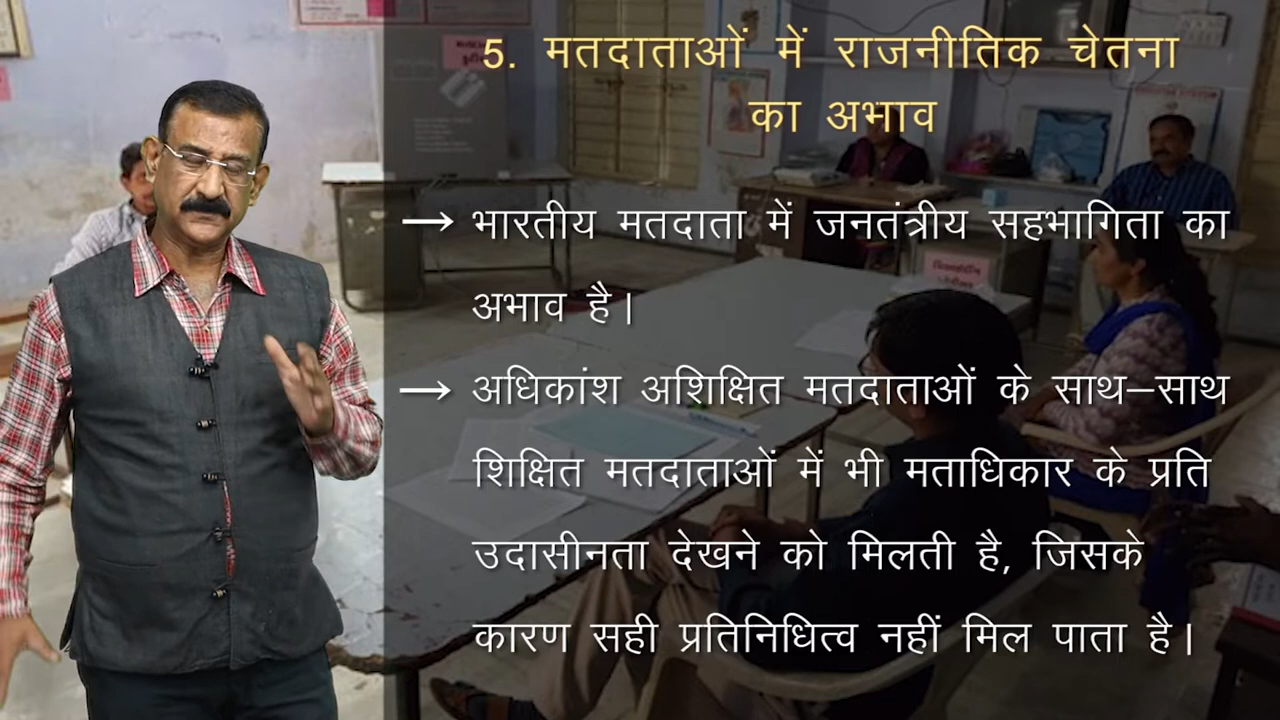 5. मतदाताओं में राजनीतिक चेतना
का अभाव
→ भारतीय मतदाता में जनतंत्रीय सहभागिता का
अभाव है।
→ अधिकांश अशिक्षित मतदाताओं के साथ–साथ
शिक्षित मतदाताओं में भी मताधिकार के प्रति
उदासीनता देखने को मिलती है, जिसके
कारण सही प्रतिनिधित्व नहीं मिल पाता है।